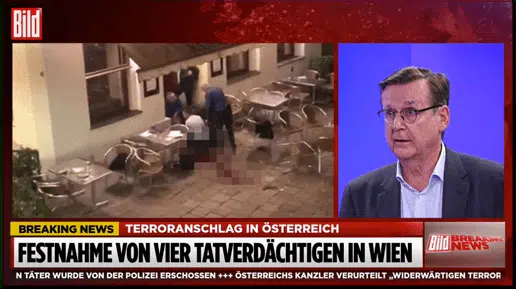 Bild
BREAKING NEWS TERRORANSCHLAG IN ÖSTERREICH
FESTNAHME VON VIER TATVERDÄCHTIGEN IN WIEN
Bild BREAKING NEWS
N TÄTER WURDE VON DER POLIZEI ERSCHOSSEN +++ ÖSTERREICHS KANZLER VERURTEILT „WIDERWÄRTIGEN TERROR